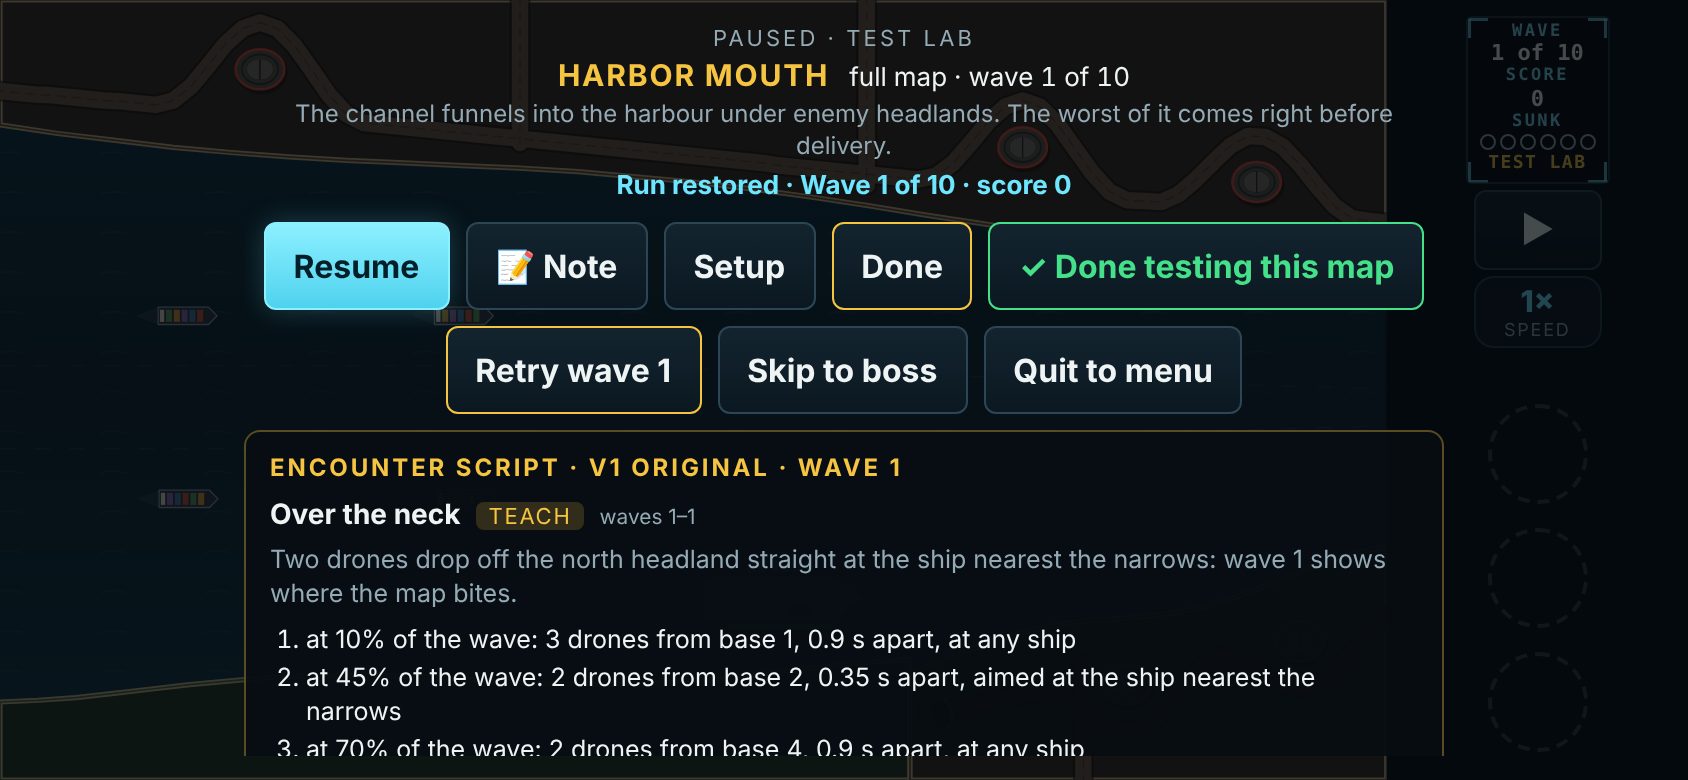 PAUSED · TEST LAB
HARBOR MOUTH full map · wave 1 of 10
The channel funnels into the harbour under enemy headlands. The worst of it comes right before
delivery.
Run restored · Wave 1 of 10 · score 0
Resume
📝 Note
Setup
Done
✓ Done testing this map
Retry wave 1
Skip to boss
Quit to menu
ENCOUNTER SCRIPT · V1 ORIGINAL · WAVE 1
Over the neck TEACH waves 1–1
Two drones drop off the north headland straight at the ship nearest the narrows: wave 1 shows
where the map bites.
1. at 10% of the wave: 3 drones from base 1, 0.9 s apart, at any ship
2. at 45% of the wave: 2 drones from base 2, 0.35 s apart, aimed at the ship nearest the
narrows
3. at 70% of the wave: 2 drones from base 4, 0.9 s apart, at any ship
WAVE
1 of 10
SCORE
0
SUNK
TEST LAB
1×
SPEED